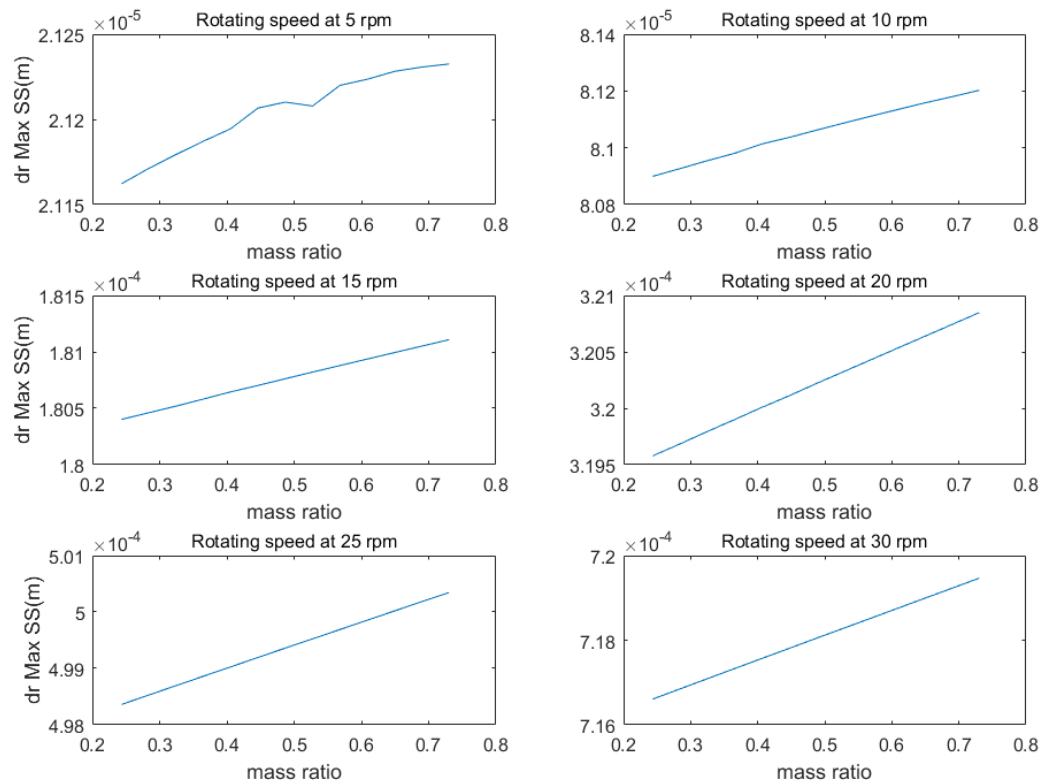 Rotating speed at 5 rpm
×10⁻⁵
2.125
2.12
2.115
dr Max SS(m)
0.2 0.3 0.4 0.5 0.6 0.7 0.8
mass ratio
Rotating speed at 10 rpm
×10⁻⁵
8.14
8.12
8.1
8.08
0.2 0.3 0.4 0.5 0.6 0.7 0.8
mass ratio
Rotating speed at 15 rpm
×10⁻⁴
1.815
1.81
1.805
1.8
dr Max SS(m)
0.2 0.3 0.4 0.5 0.6 0.7 0.8
mass ratio
Rotating speed at 20 rpm
×10⁻⁴
3.21
3.205
3.2
3.195
0.2 0.3 0.4 0.5 0.6 0.7 0.8
mass ratio
Rotating speed at 25 rpm
×10⁻⁴
5.01
5
4.99
4.98
dr Max SS(m)
0.2 0.3 0.4 0.5 0.6 0.7 0.8
mass ratio
Rotating speed at 30 rpm
×10⁻⁴
7.2
7.18
7.16
0.2 0.3 0.4 0.5 0.6 0.7 0.8
mass ratio